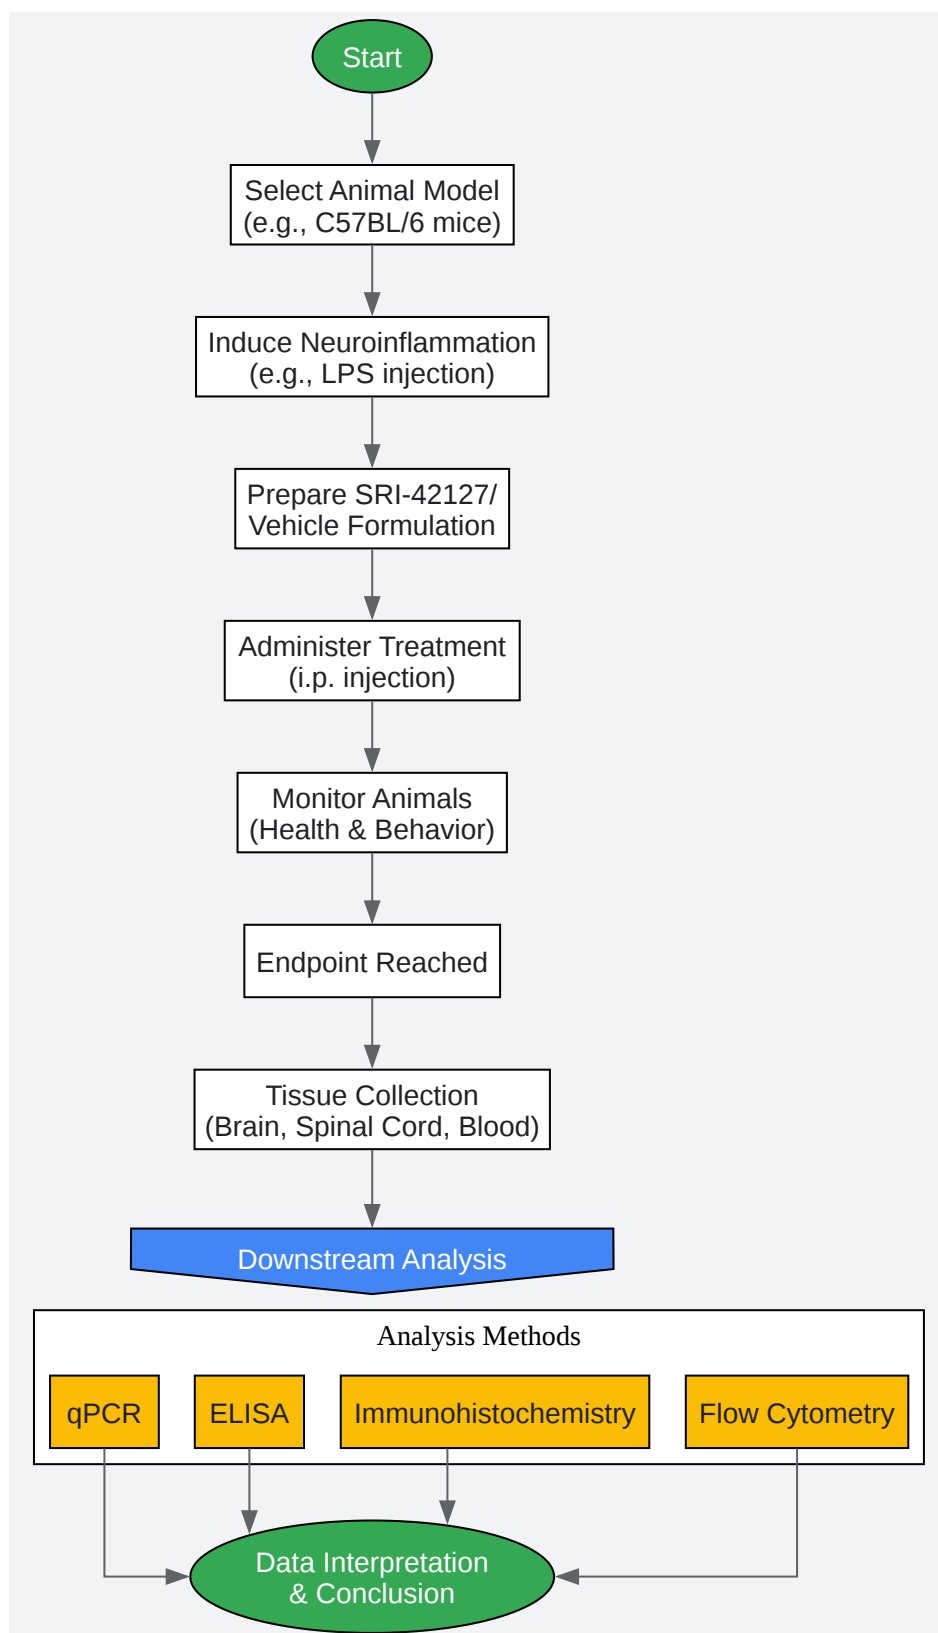 Start
Select Animal Model
(e.g., C57BL/6 mice)
Induce Neuroinflammation
(e.g., LPS injection)
Prepare SRI-42127/
Vehicle Formulation
Administer Treatment
(i.p. injection)
Monitor Animals
(Health & Behavior)
Endpoint Reached
Tissue Collection
(Brain, Spinal Cord, Blood)
Downstream Analysis
Analysis Methods
qPCR
ELISA
Immunohistochemistry
Flow Cytometry
Data Interpretation
& Conclusion